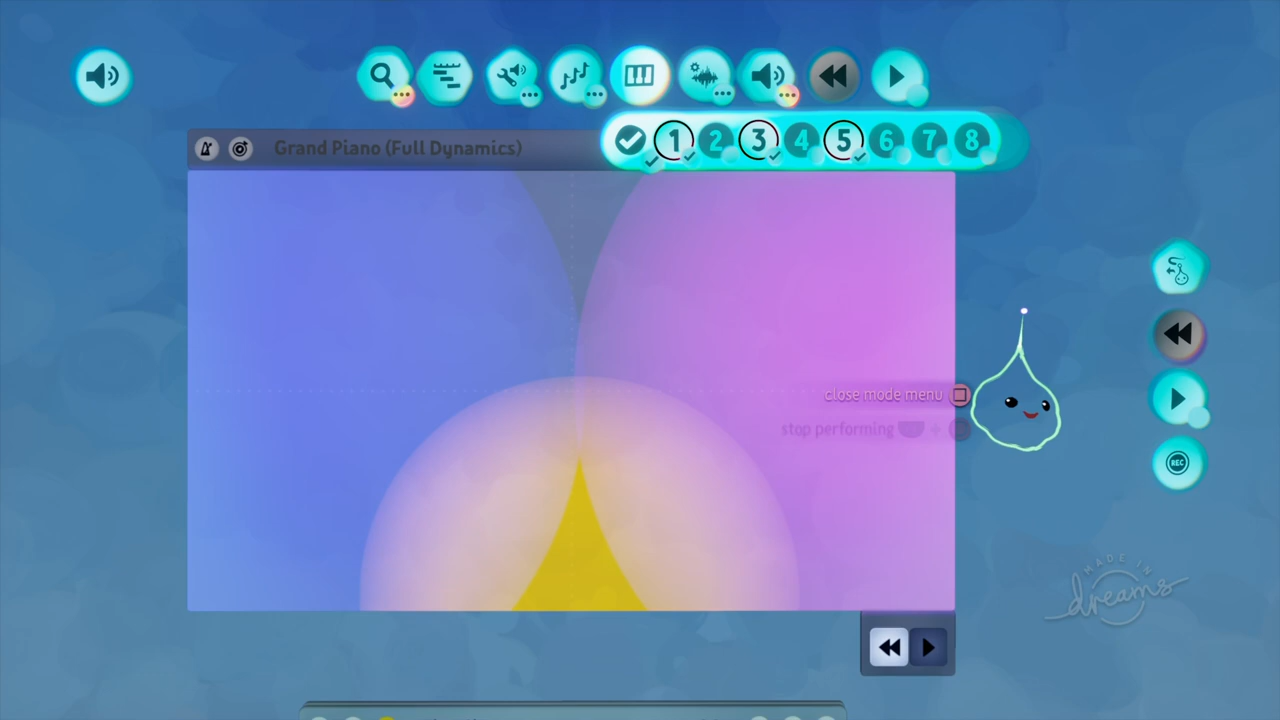 1 2 3 4 5 6 7 8
Grand Piano (Full Dynamics)
close mode menu
stop performing +
REC
MADE IN
dreams